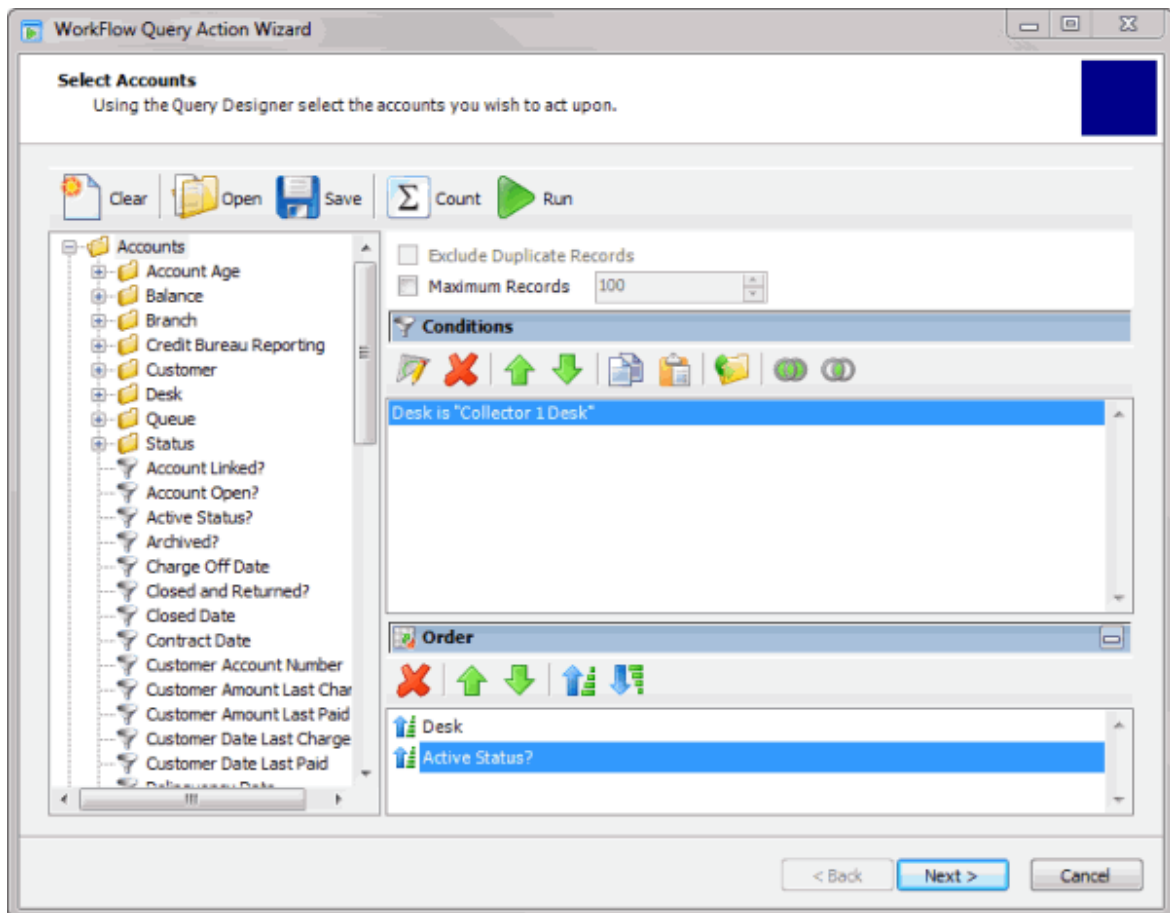 WorkFlow Query Action Wizard
Select Accounts
Using the Query Designer select the accounts you wish to act upon.
Clear Open Save Σ Count Run
Accounts
Account Age
Balance
Branch
Credit Bureau Reporting
Customer
Desk
Queue
Status
Account Linked?
Account Open?
Active Status?
Archived?
Charge Off Date
Closed and Returned?
Closed Date
Contract Date
Customer Account Number
Customer Amount Last Char
Customer Amount Last Paid
Customer Date Last Charge
Customer Date Last Paid
Delinquency Date
Exclude Duplicate Records
Maximum Records 100
Conditions
Desk is "Collector 1 Desk"
Order
Desk
Active Status?
< Back Next > Cancel